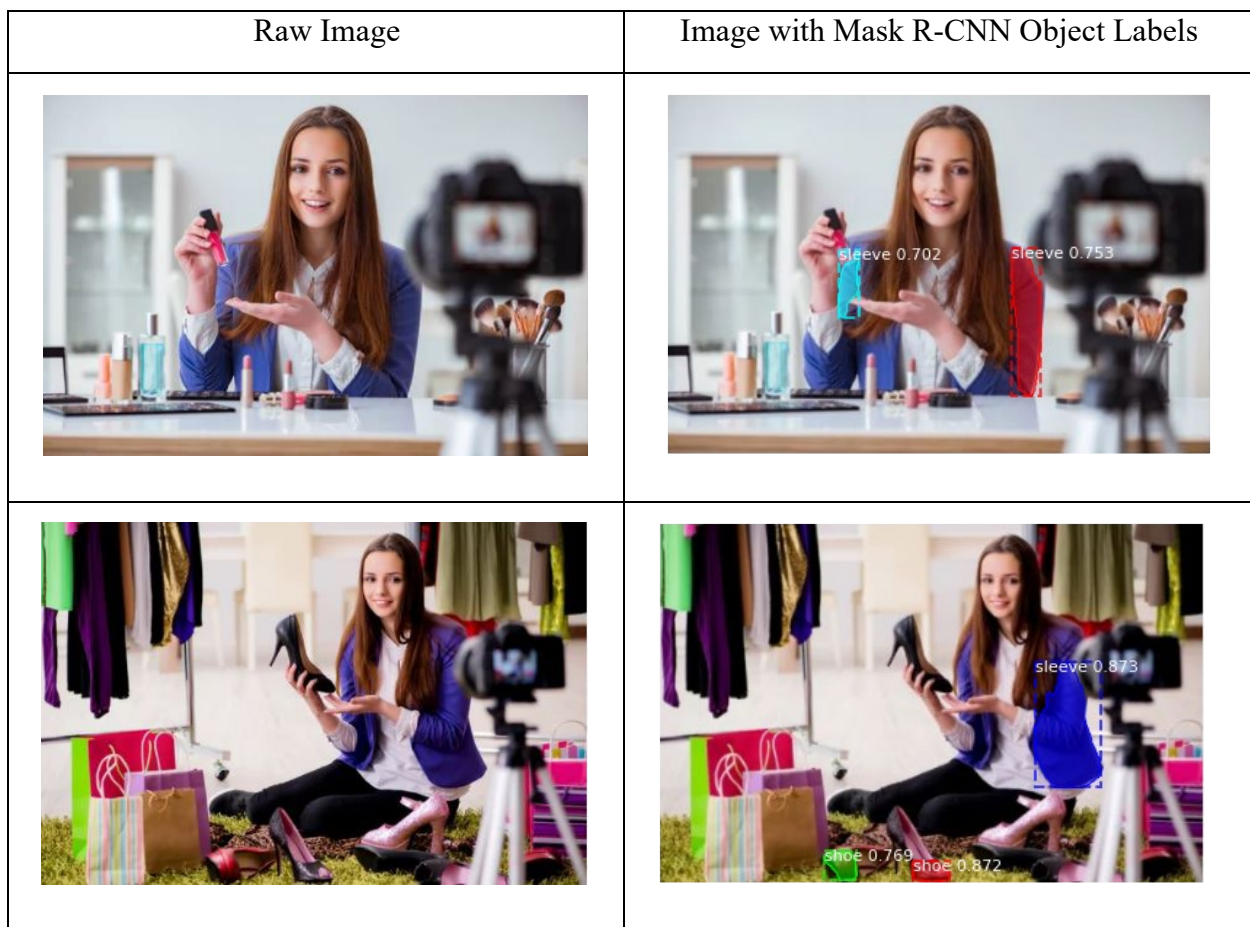 Raw Image
Image with Mask R-CNN Object Labels
sleeve 0.702
sleeve 0.753
sleeve 0.873
shoe 0.769
shoe 0.872